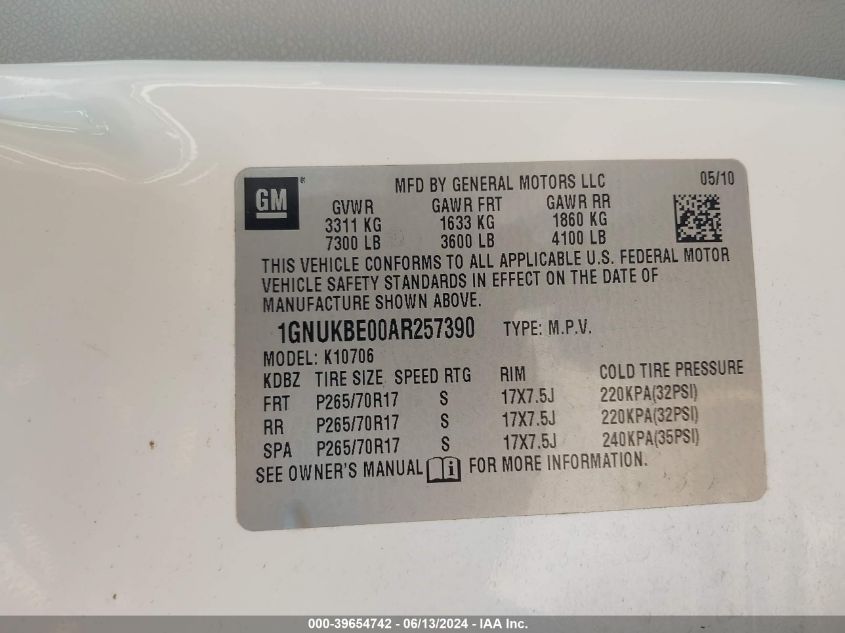 GM
MFD BY GENERAL MOTORS LLC 05/10
GVWR GAWR FRT GAWR RR
3311 KG 1633 KG 1860 KG
7300 LB 3600 LB 4100 LB
THIS VEHICLE CONFORMS TO ALL APPLICABLE U.S. FEDERAL MOTOR
VEHICLE SAFETY STANDARDS IN EFFECT ON THE DATE OF
MANUFACTURE SHOWN ABOVE.
1GNUKBE00AR257390 TYPE: M.P.V.
MODEL: K10706
KDBZ TIRE SIZE SPEED RTG RIM COLD TIRE PRESSURE
FRT P265/70R17 S 17X7.5J 220KPA(32PSI)
RR P265/70R17 S 17X7.5J 220KPA(32PSI)
SPA P265/70R17 S 17X7.5J 240KPA(35PSI)
SEE OWNER'S MANUAL i FOR MORE INFORMATION.
000-39654742 - 06/13/2024 - IAA Inc.